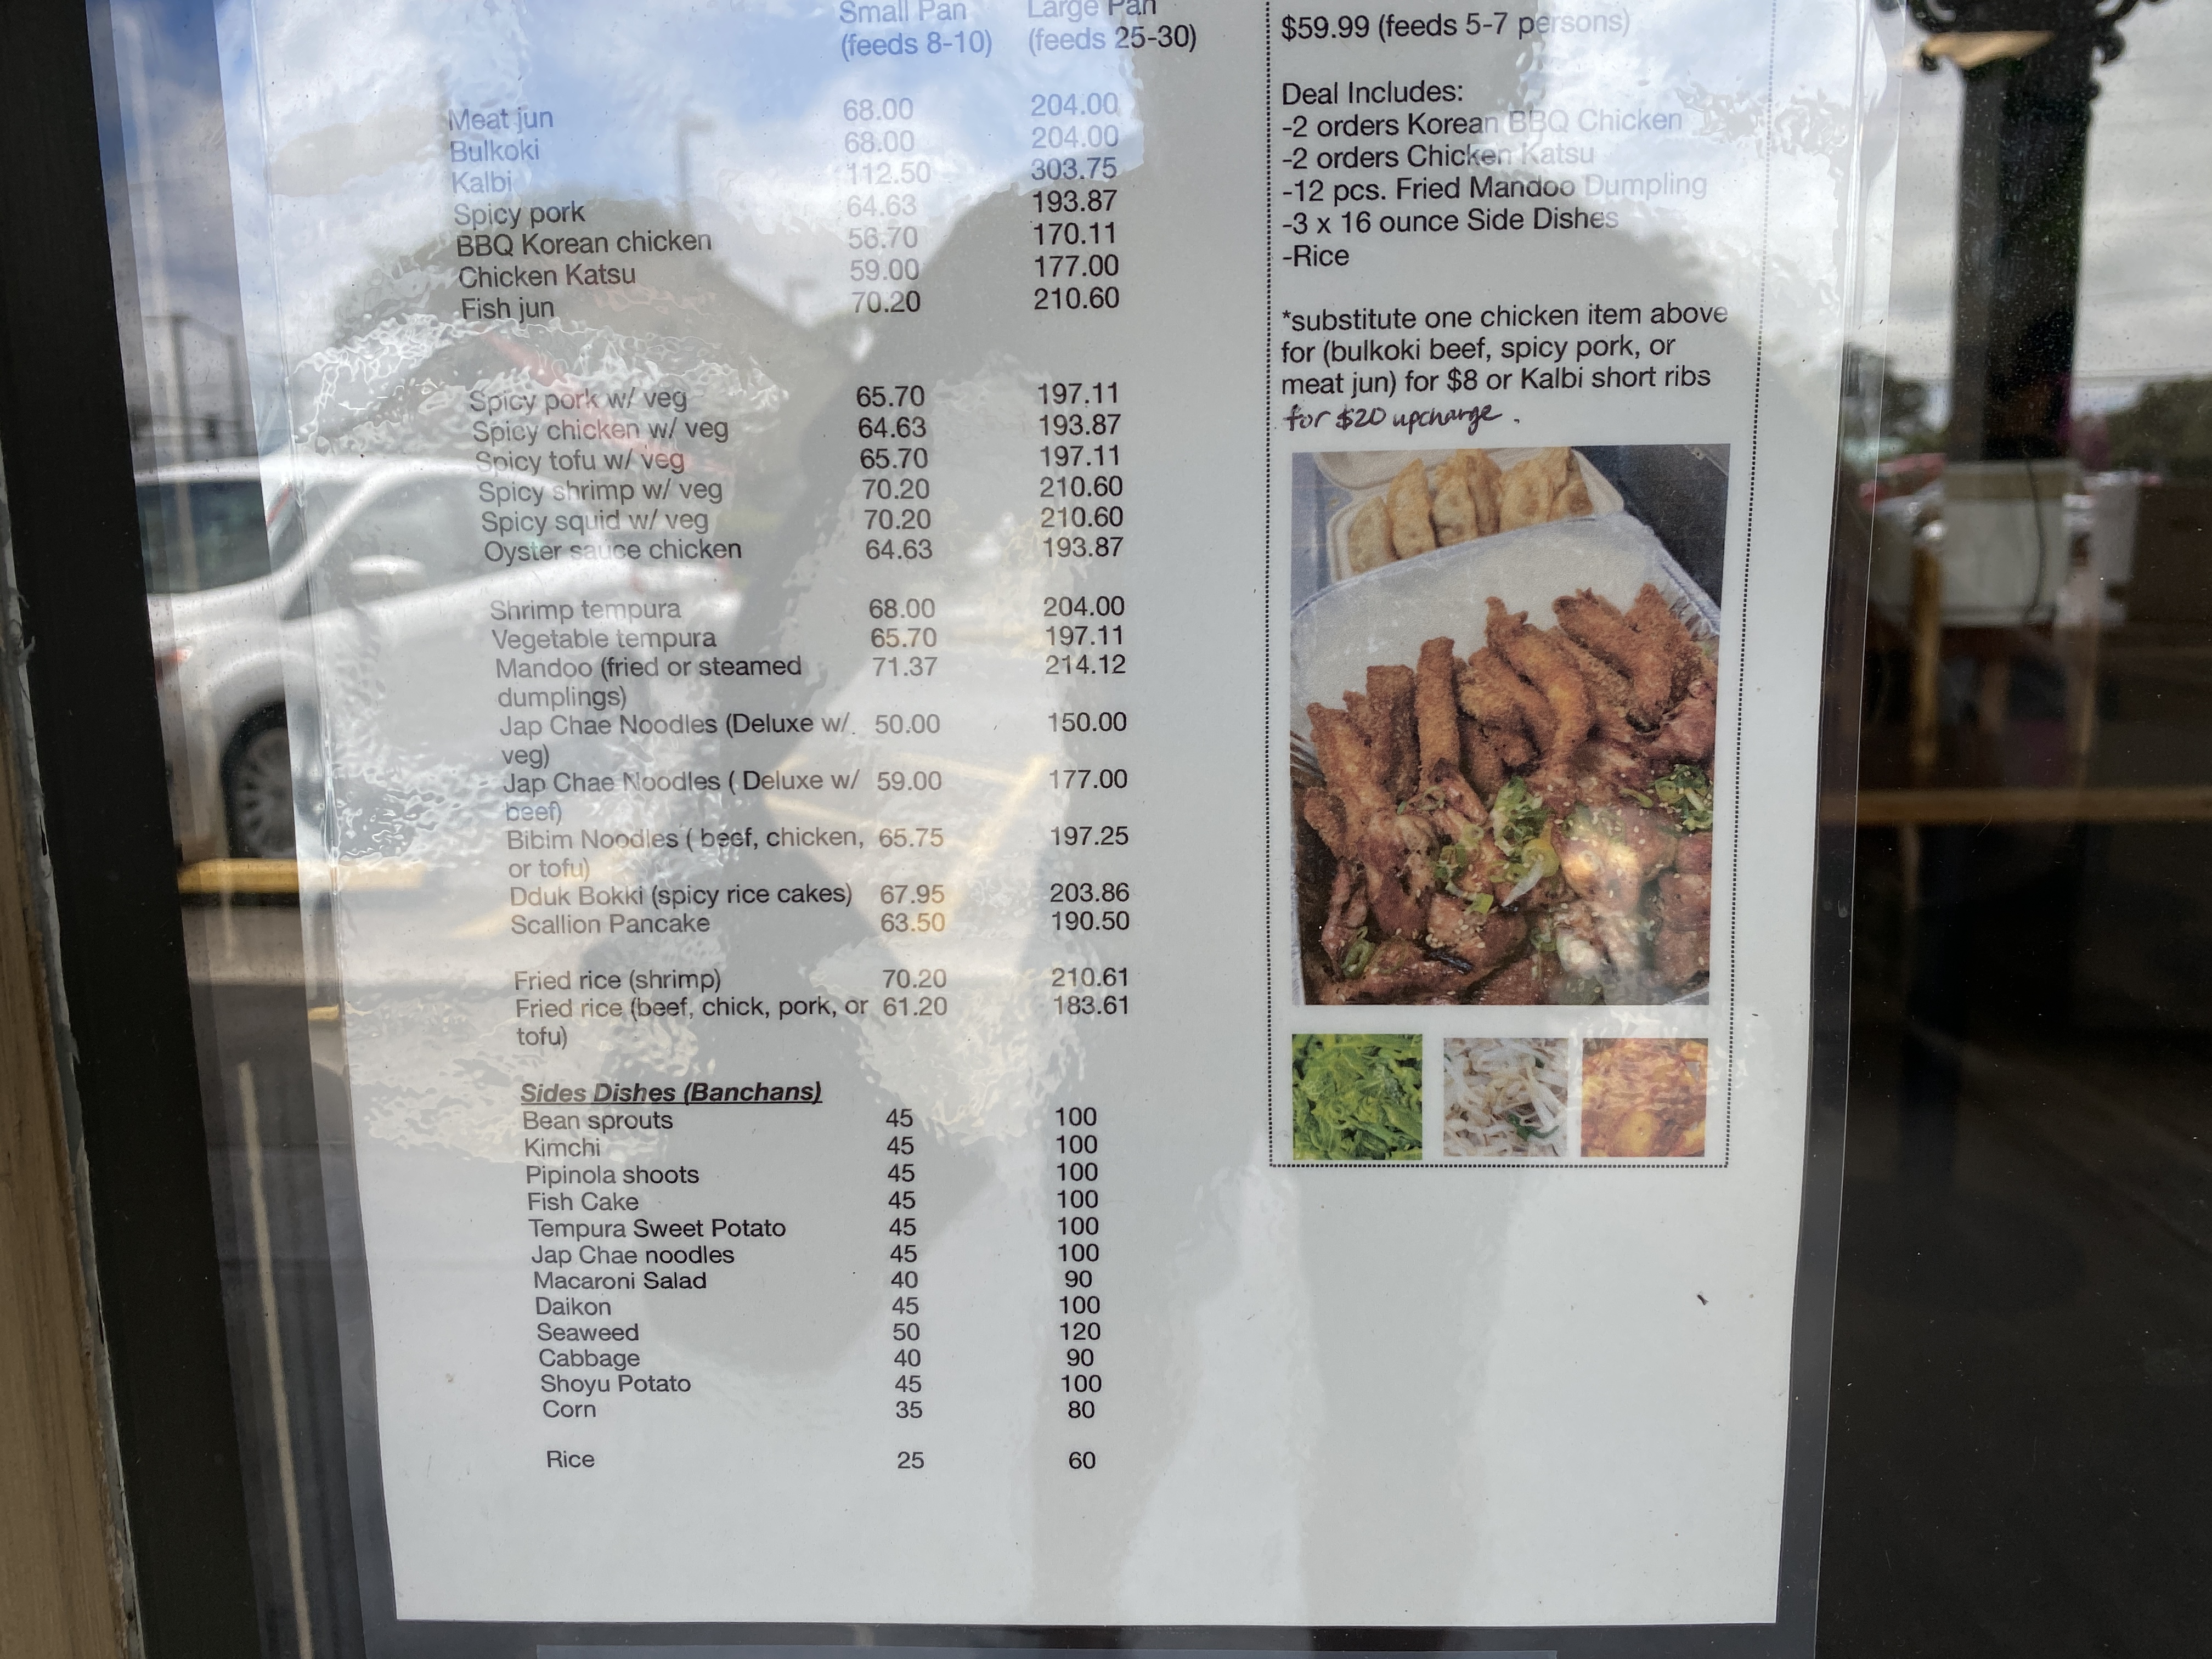 Small Pan Large Pan
(feeds 8-10) (feeds 25-30)
Meat jun 68.00 204.00
Bulkoki 68.00 204.00
Kalbi 112.50 303.75
Spicy pork 64.63 193.87
BBQ Korean chicken 56.70 170.11
Chicken Katsu 59.00 177.00
Fish jun 70.20 210.60
Spicy pork w/ veg 65.70 197.11
Spicy chicken w/ veg 64.63 193.87
Spicy tofu w/ veg 65.70 197.11
Spicy shrimp w/ veg 70.20 210.60
Spicy squid w/ veg 70.20 210.60
Oyster sauce chicken 64.63 193.87
Shrimp tempura 68.00 204.00
Vegetable tempura 65.70 197.11
Mandoo (fried or steamed 71.37 214.12
dumplings)
Jap Chae Noodles (Deluxe w/. 50.00 150.00
veg)
Jap Chae Noodles ( Deluxe w/ 59.00 177.00
beef)
Bibim Noodles ( beef, chicken, 65.75 197.25
or tofu)
Dduk Bokki (spicy rice cakes) 67.95 203.86
Scallion Pancake 63.50 190.50
Fried rice (shrimp) 70.20 210.61
Fried rice (beef, chick, pork, or 61.20 183.61
tofu)
Sides Dishes (Banchans)
Bean sprouts 45 100
Kimchi 45 100
Pipinola shoots 45 100
Fish Cake 45 100
Tempura Sweet Potato 45 100
Jap Chae noodles 45 100
Macaroni Salad 40 90
Daikon 45 100
Seaweed 50 120
Cabbage 40 90
Shoyu Potato 45 100
Corn 35 80
Rice 25 60
$59.99 (feeds 5-7 persons)
Deal Includes:
-2 orders Korean BBQ Chicken
-2 orders Chicken Katsu
-12 pcs. Fried Mandoo Dumpling
-3 x 16 ounce Side Dishes
-Rice
*substitute one chicken item above
for (bulkoki beef, spicy pork, or
meat jun) for $8 or Kalbi short ribs
for $20 upcharge.